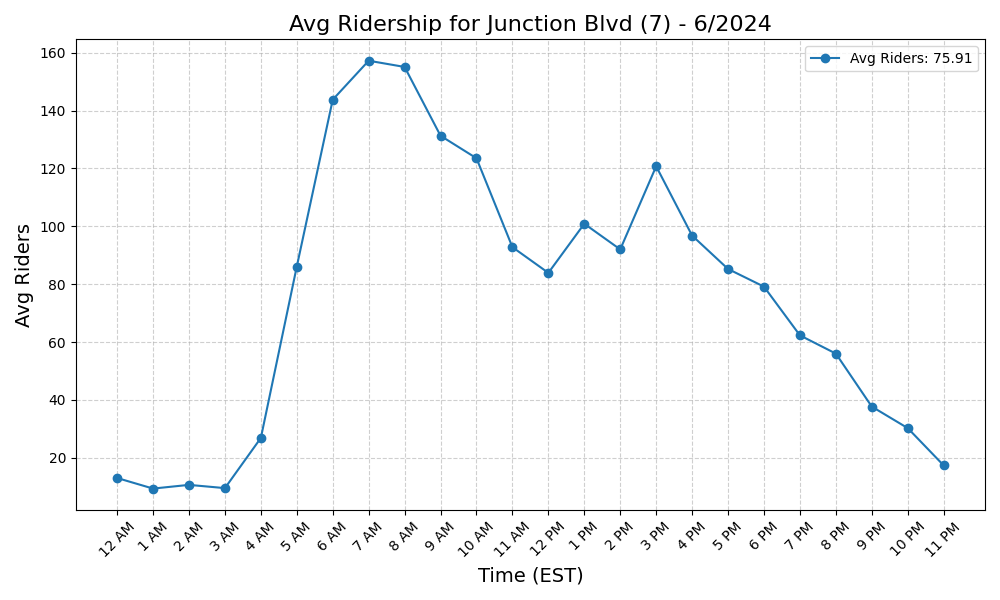 Avg Ridership for Junction Blvd (7) - 6/2024
Avg Riders: 75.91
Avg Riders
160
140
120
100
80
60
40
20
12 AM
1 AM
2 AM
3 AM
4 AM
5 AM
6 AM
7 AM
8 AM
9 AM
10 AM
11 AM
12 PM
1 PM
2 PM
3 PM
4 PM
5 PM
6 PM
7 PM
8 PM
9 PM
10 PM
11 PM
Time (EST)